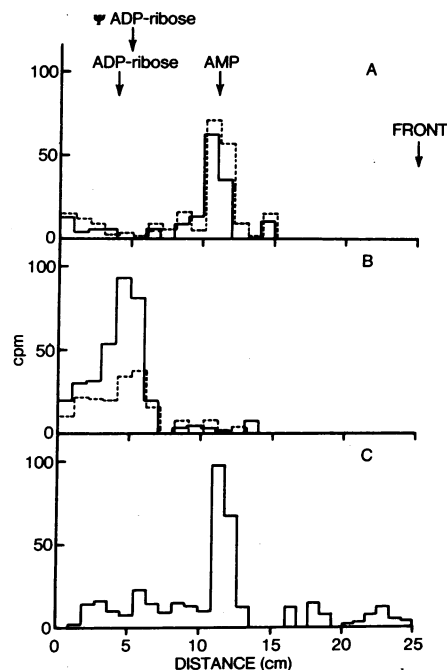 Ψ ADP-ribose
ADP-ribose
AMP
A
FRONT
100
50
0
B
100
50
0
cpm
C
100
50
0
0 5 10 15 20 25
DISTANCE (cm)